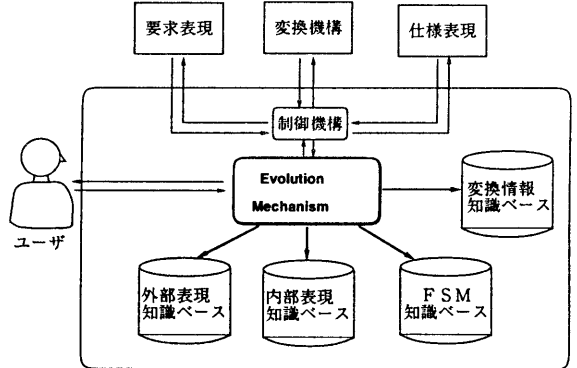 要求表現
変換機構
仕様表現
制御機構
Evolution
Mechanism
変換情報
知識ベース
ユーザ
外部表現
知識ベース
内部表現
知識ベース
ＦＳＭ
知識ベース